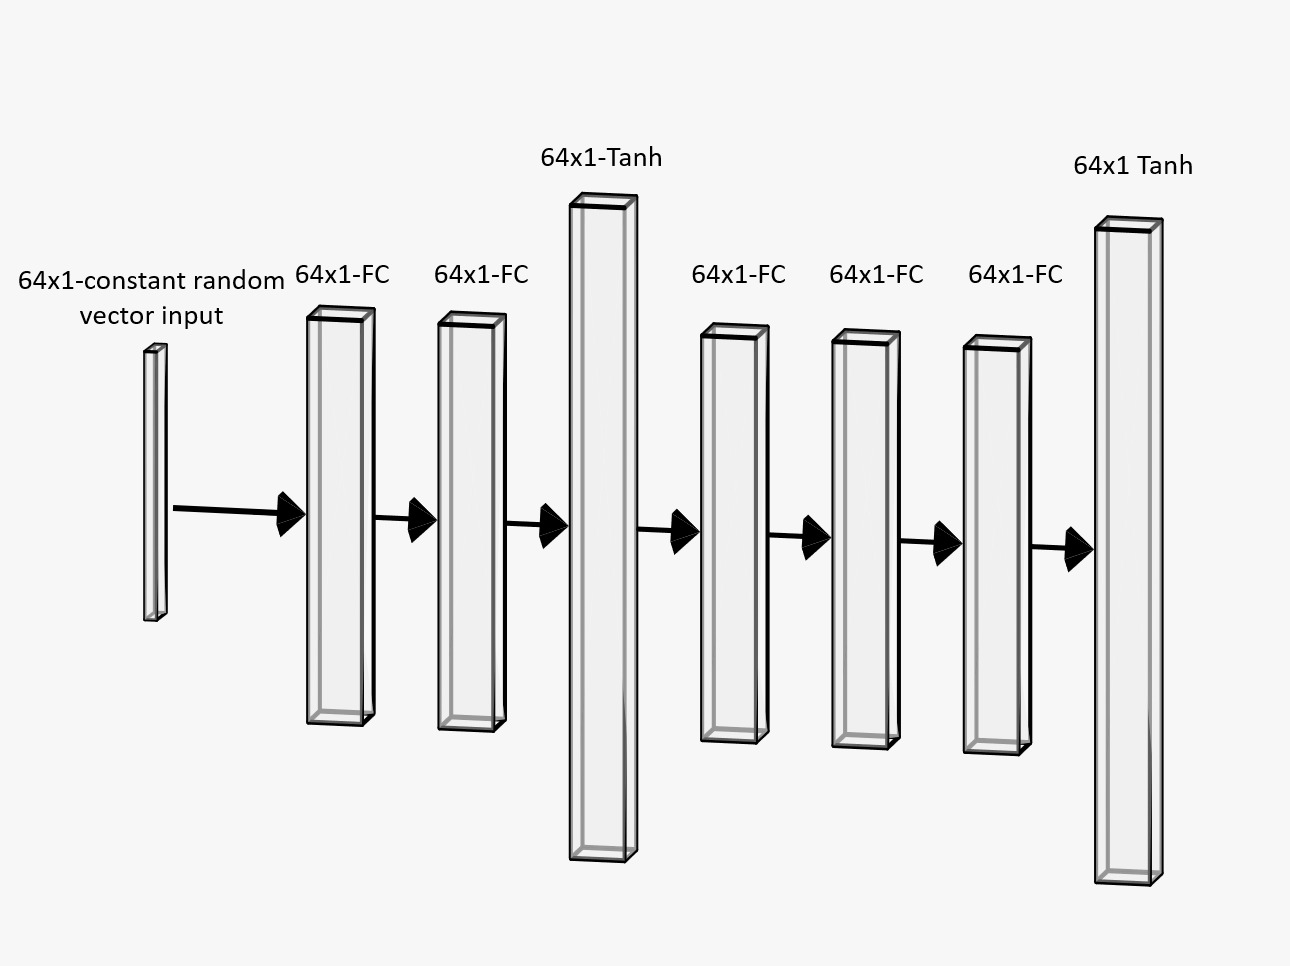 64x1-constant random
vector input
64x1-FC
64x1-FC
64x1-Tanh
64x1-FC
64x1-FC
64x1-FC
64x1 Tanh